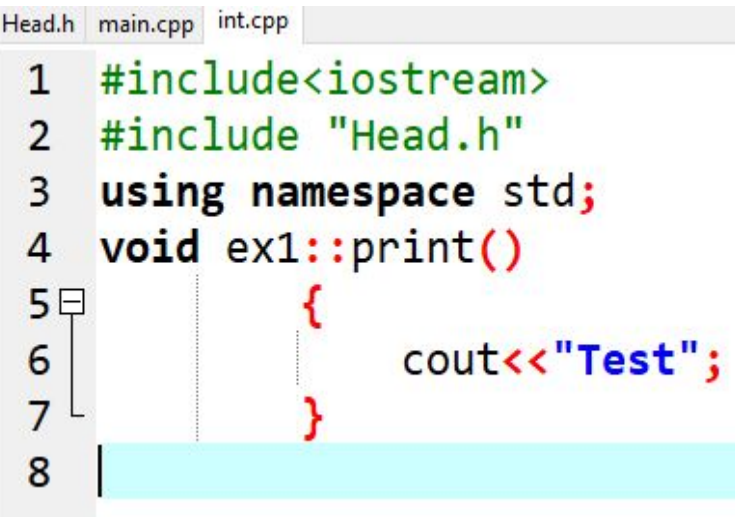 Head.h main.cpp int.cpp
1 #include<iostream>
2 #include "Head.h"
3 using namespace std;
4 void ex1::print()
5 {
6 cout<<"Test";
7 }
8